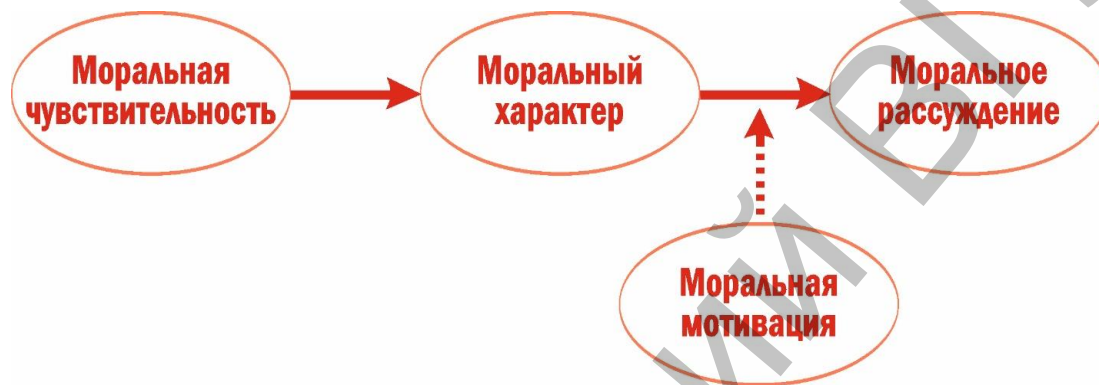 Моральная
чувствительность
Моральный
характер
Моральное
рассуждение
Моральная
мотивация